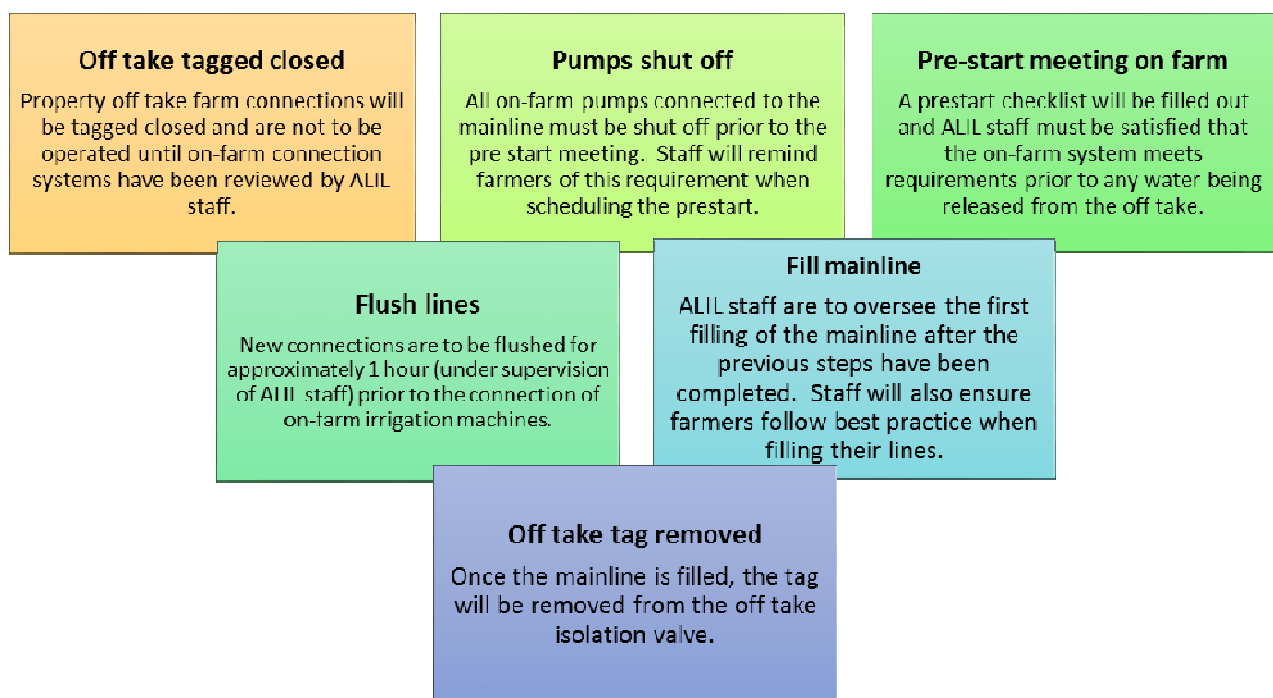 Off take tagged closed
Property off take farm connections will
be tagged closed and are not to be
operated until on-farm connection
systems have been reviewed by ALIL
staff.
Pumps shut off
All on-farm pumps connected to the
mainline must be shut off prior to the
pre start meeting.  Staff will remind
farmers of this requirement when
scheduling the prestart.
Pre-start meeting on farm
A prestart checklist will be filled out
and ALIL staff must be satisfied that
the on-farm system meets
requirements prior to any water being
released from the off take.
Flush lines
New connections are to be flushed for
approximately 1 hour (under supervision
of ALIL staff) prior to the connection of
on-farm irrigation machines.
Fill mainline
ALIL staff are to oversee the first
filling of the mainline after the
previous steps have been
completed.  Staff will also ensure
farmers follow best practice when
filling their lines.
Off take tag removed
Once the mainline is filled, the tag
will be removed from the off take
isolation valve.